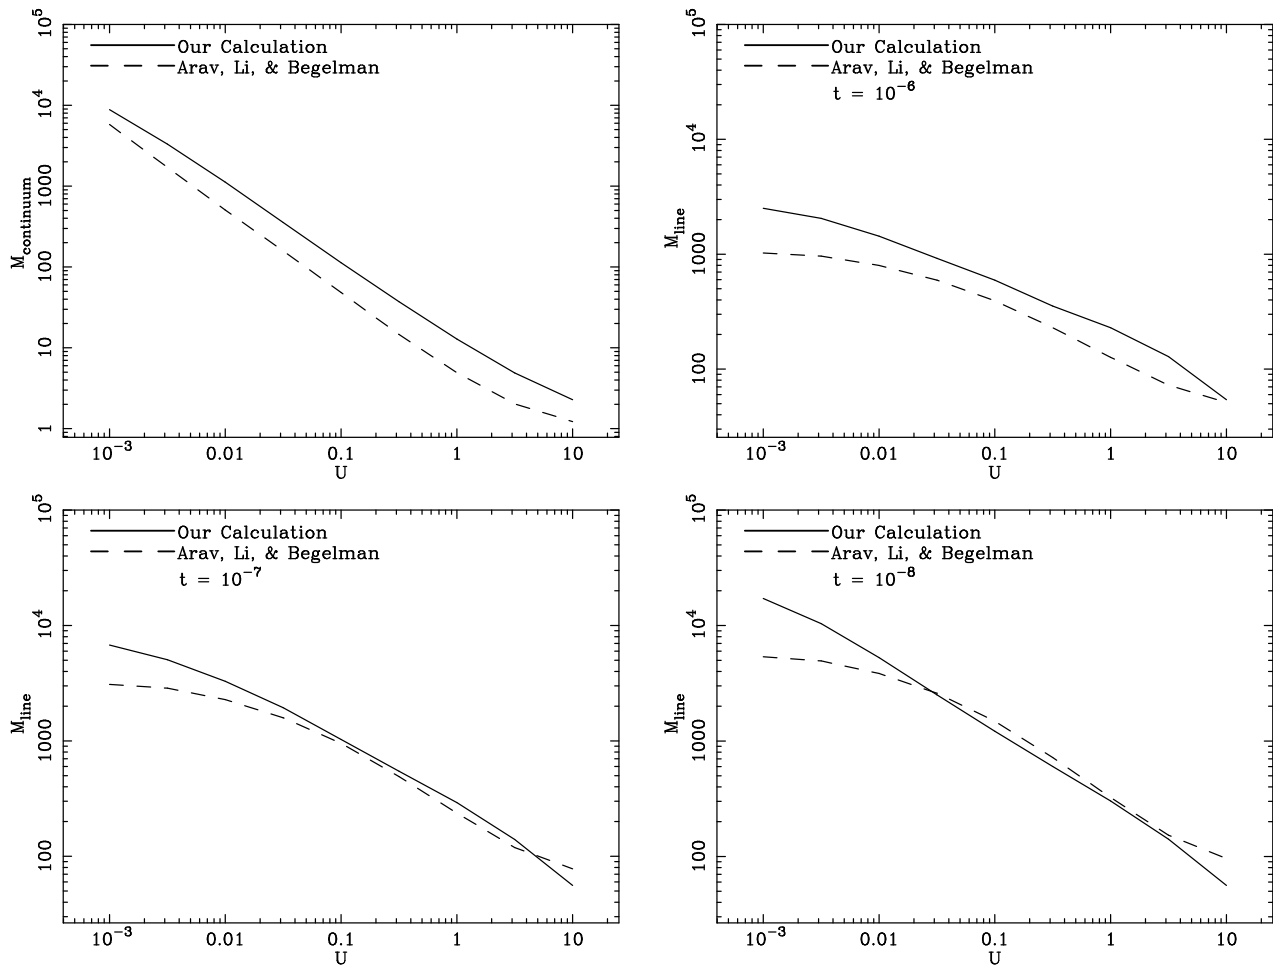 Our Calculation
Arav, Li, & Begelman
10^5
10^4
1000
100
10
1
M_continuum
10^-3 0.01 0.1 1 10
U
Our Calculation
Arav, Li, & Begelman
t = 10^-6
10^5
10^4
1000
100
M_line
10^-3 0.01 0.1 1 10
U
Our Calculation
Arav, Li, & Begelman
t = 10^-7
10^5
10^4
1000
100
M_line
10^-3 0.01 0.1 1 10
U
Our Calculation
Arav, Li, & Begelman
t = 10^-8
10^5
10^4
1000
100
M_line
10^-3 0.01 0.1 1 10
U